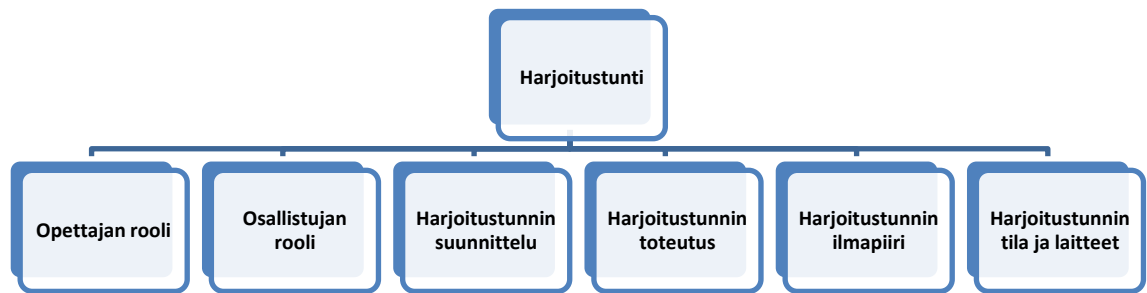 Harjoitustunti
Opettajan rooli
Osallistujan
rooli
Harjoitustunnin
suunnittelu
Harjoitustunnin
toteutus
Harjoitustunnin
ilmapiiri
Harjoitustunnin
tila ja laitteet